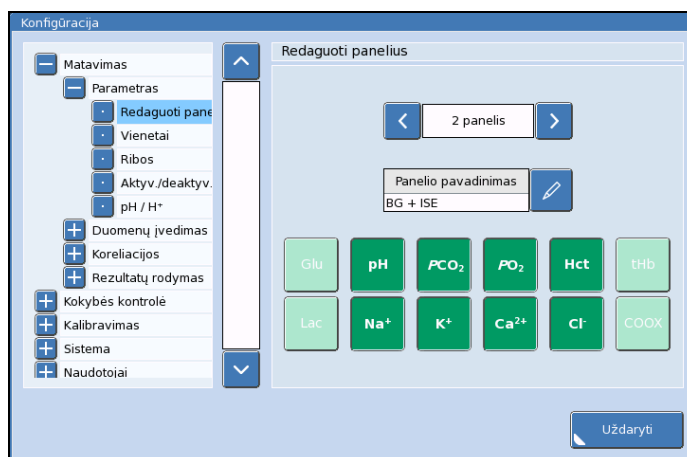 Konfigūracija
Matavimas
Parametras
Redaguoti pane
Vienetai
Ribos
Aktyv./deaktyv.
pH / H⁺
Duomenų įvedimas
Koreliacijos
Rezultatų rodymas
Kokybės kontrolė
Kalibravimas
Sistema
Naudotojai
Redaguoti panelius
2 panelis
Panelio pavadinimas
BG + ISE
Glu pH PCO₂ PO₂ Hct tHb
Lac Na⁺ K⁺ Ca²⁺ Cl⁻ COOX
Uždaryti